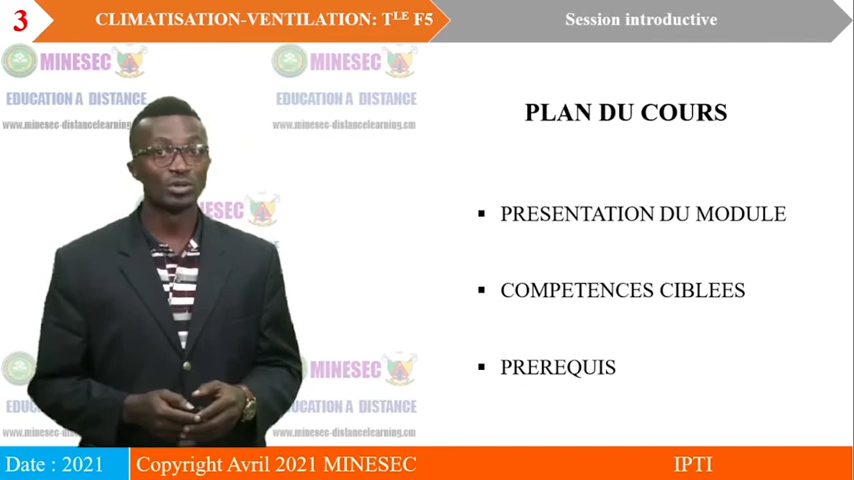 3
CLIMATISATION-VENTILATION: TLE F5
Session introductive
MINESEC
EDUCATION A DISTANCE
www.minesec-distancelearning.cm
MINESEC
EDUCATION A DISTANCE
www.minesec-distancelearning.cm
PLAN DU COURS
▪ PRESENTATION DU MODULE
▪ COMPETENCES CIBLEES
▪ PREREQUIS
MINESEC
EDUCATION A DISTANCE
www.minesec-distancelearning.cm
Date : 2021
Copyright Avril 2021 MINESEC
IPTI